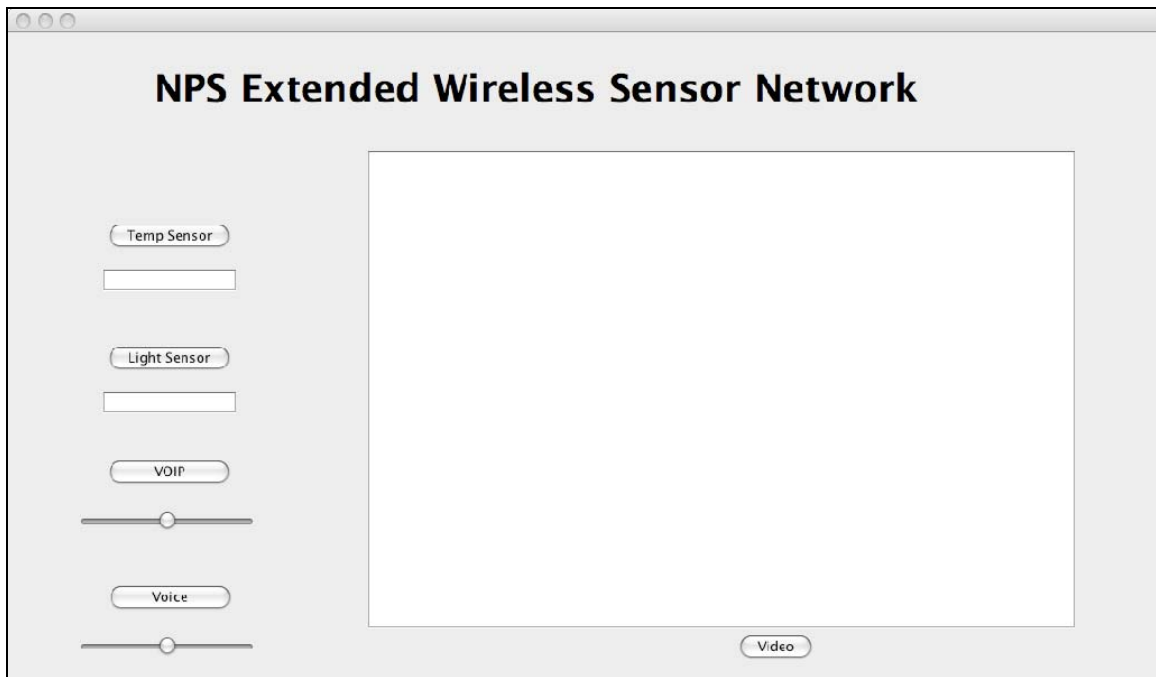 NPS Extended Wireless Sensor Network
Temp Sensor
Light Sensor
VOIP
Voice
Video